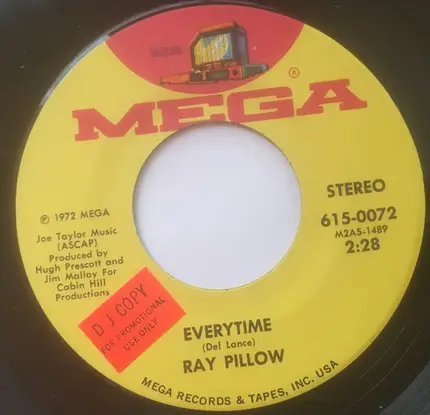 MEGA
®
STEREO
615-0072
M2AS-1489
2:28
℗ 1972 MEGA
Joe Taylor Music
(ASCAP)
Produced by
Hugh Prescott and
Jim Malloy For
Cabin Hill
Productions
D J COPY
FOR PROMOTIONAL
USE ONLY
EVERYTIME
(Del Lance)
RAY PILLOW
MEGA RECORDS & TAPES, INC. USA